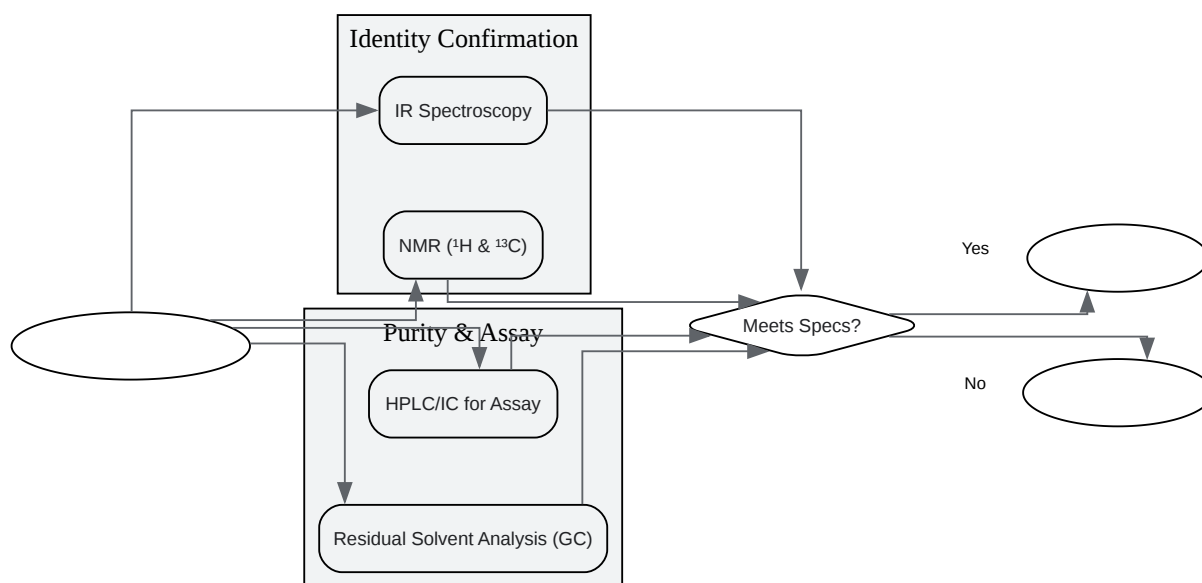 Identity Confirmation
IR Spectroscopy
NMR (¹H & ¹³C)
Purity & Assay
HPLC/IC for Assay
Residual Solvent Analysis (GC)
Meets Specs?
Yes
No